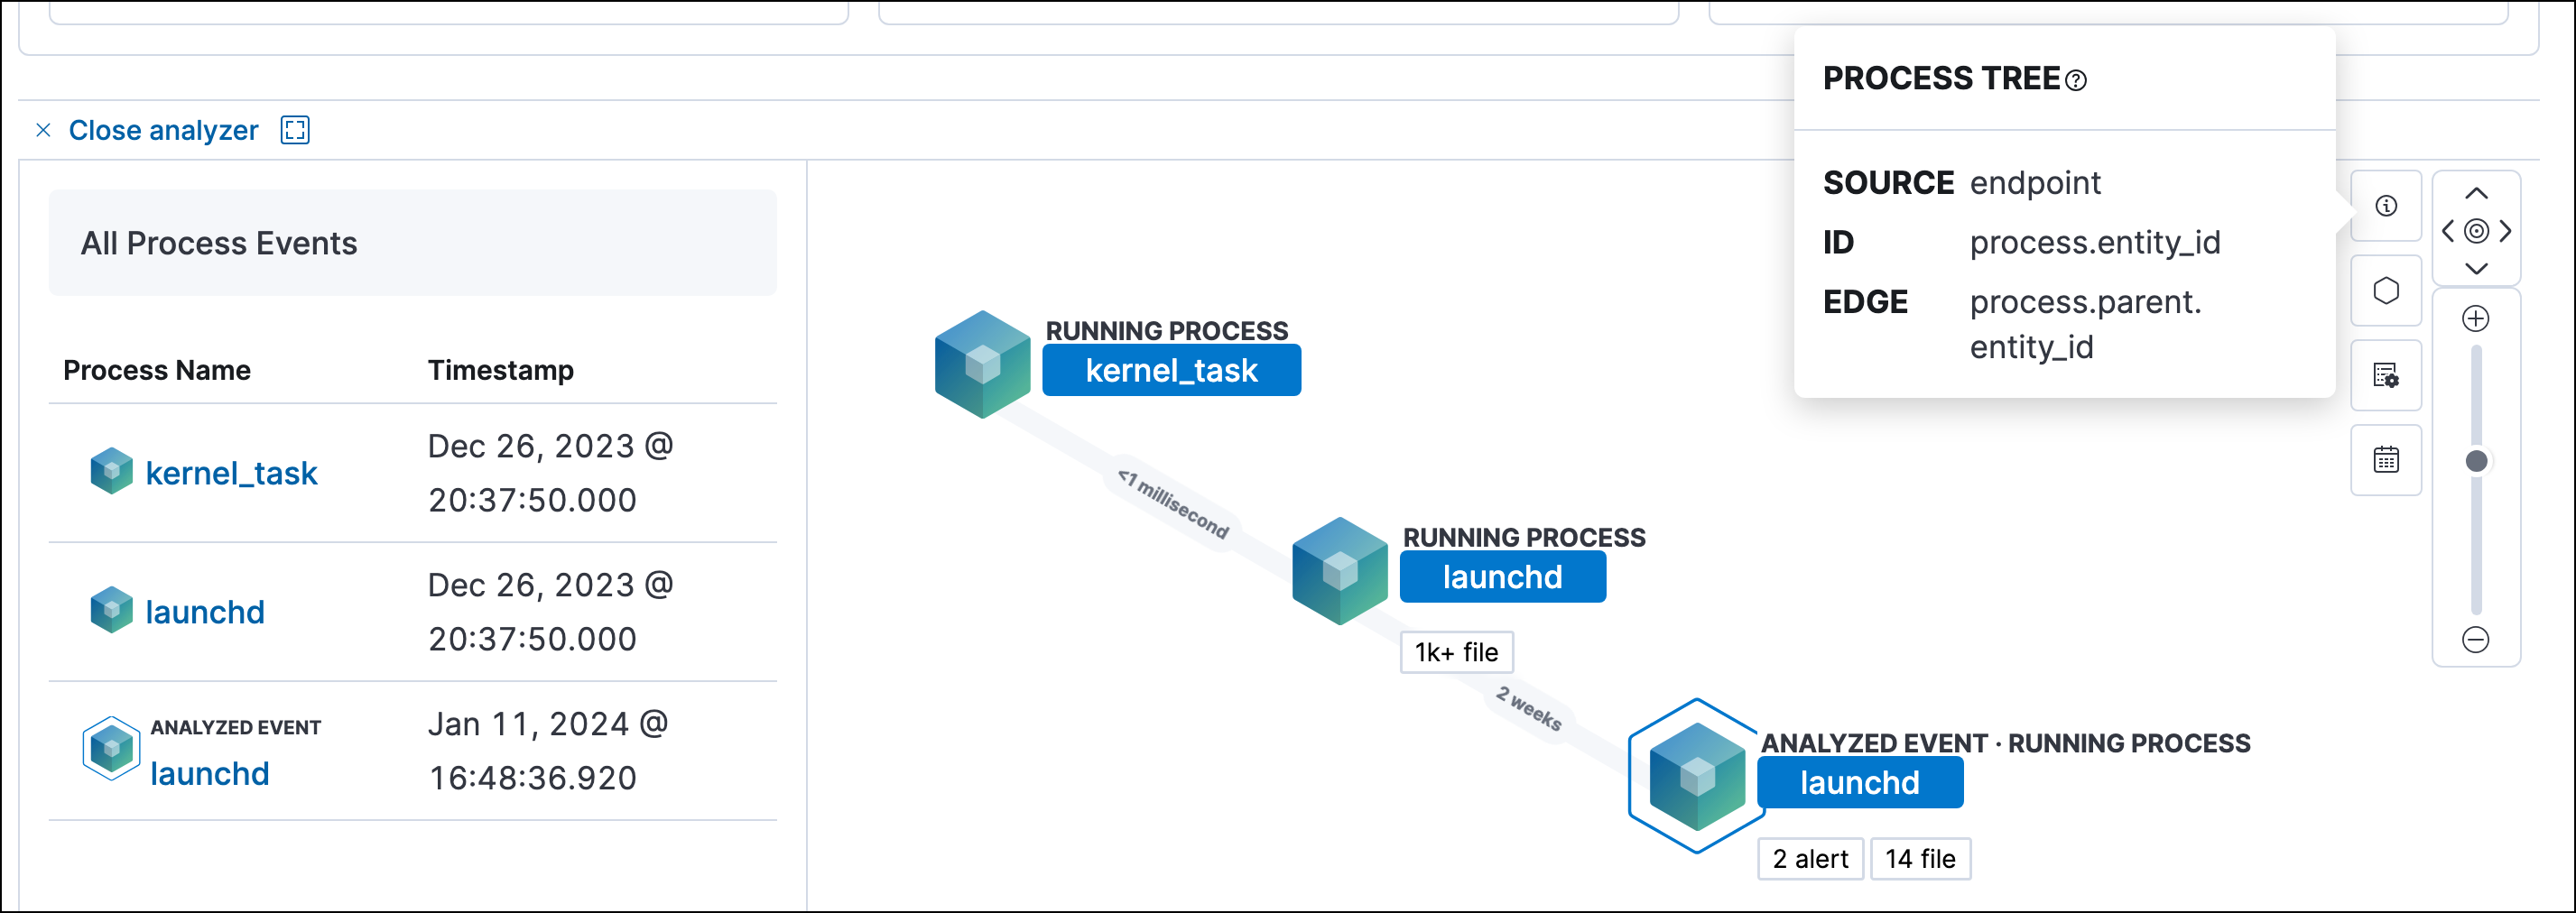 Close analyzer
All Process Events
Process Name Timestamp
kernel_task Dec 26, 2023 @
20:37:50.000
launchd Dec 26, 2023 @
20:37:50.000
ANALYZED EVENT
launchd Jan 11, 2024 @
16:48:36.920
RUNNING PROCESS
kernel_task
<1 millisecond
RUNNING PROCESS
launchd
1k+ file
2 weeks
ANALYZED EVENT · RUNNING PROCESS
launchd
2 alert 14 file
PROCESS TREE
SOURCE endpoint
ID process.entity_id
EDGE process.parent.
entity_id